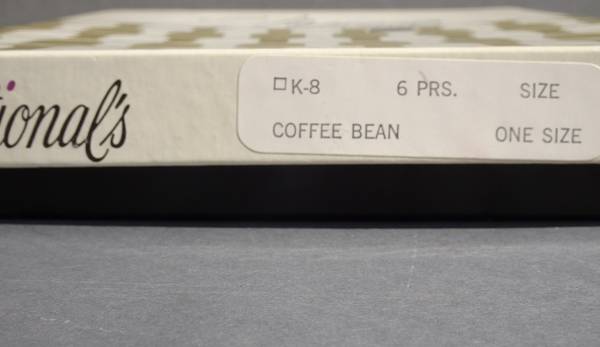 ional's
☐ K-8 6 PRS. SIZE
COFFEE BEAN ONE SIZE